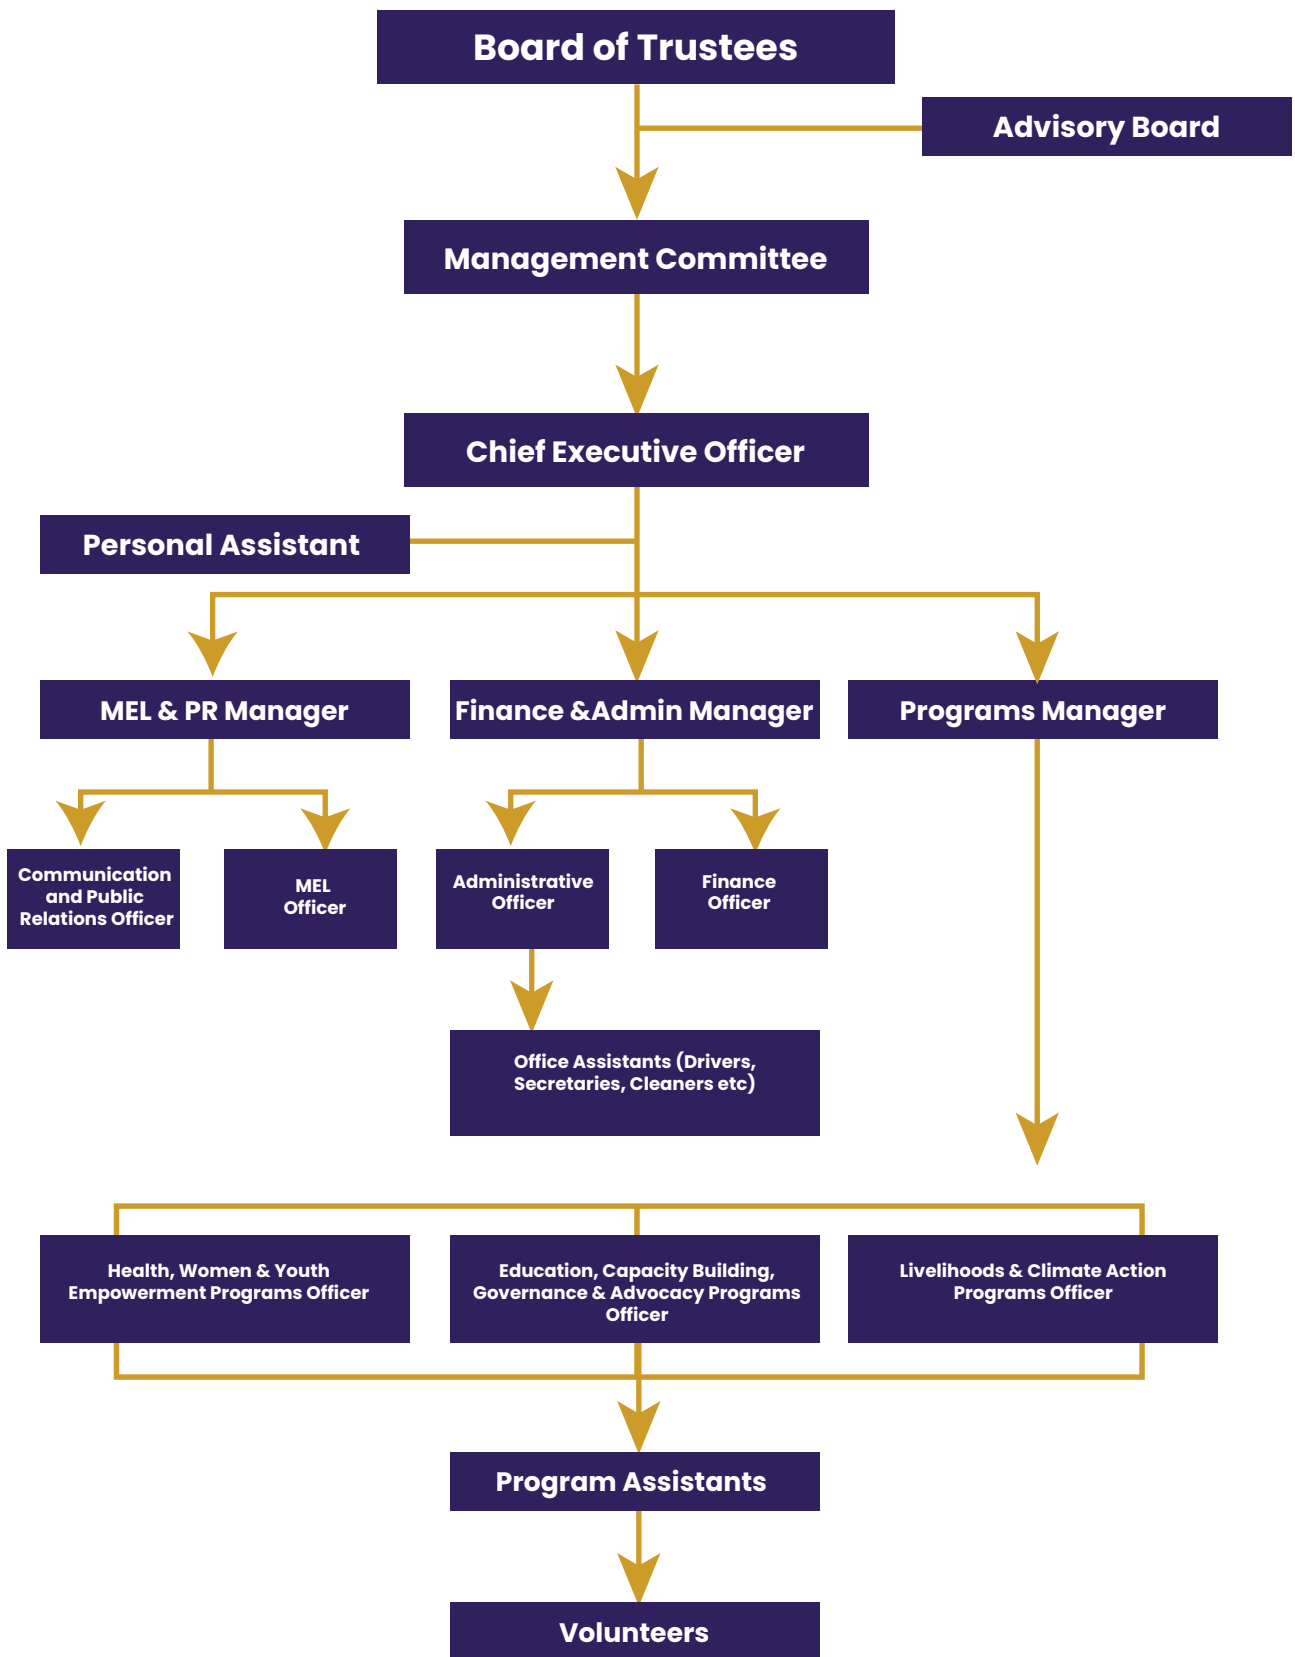 Board of Trustees
Advisory Board
Management Committee
Chief Executive Officer
Personal Assistant
MEL & PR Manager
Finance &Admin Manager
Programs Manager
Communication
and Public
Relations Officer
MEL
Officer
Administrative
Officer
Finance
Officer
Office Assistants (Drivers,
Secretaries, Cleaners etc)
Health, Women & Youth
Empowerment Programs Officer
Education, Capacity Building,
Governance & Advocacy Programs
Officer
Livelihoods & Climate Action
Programs Officer
Program Assistants
Volunteers